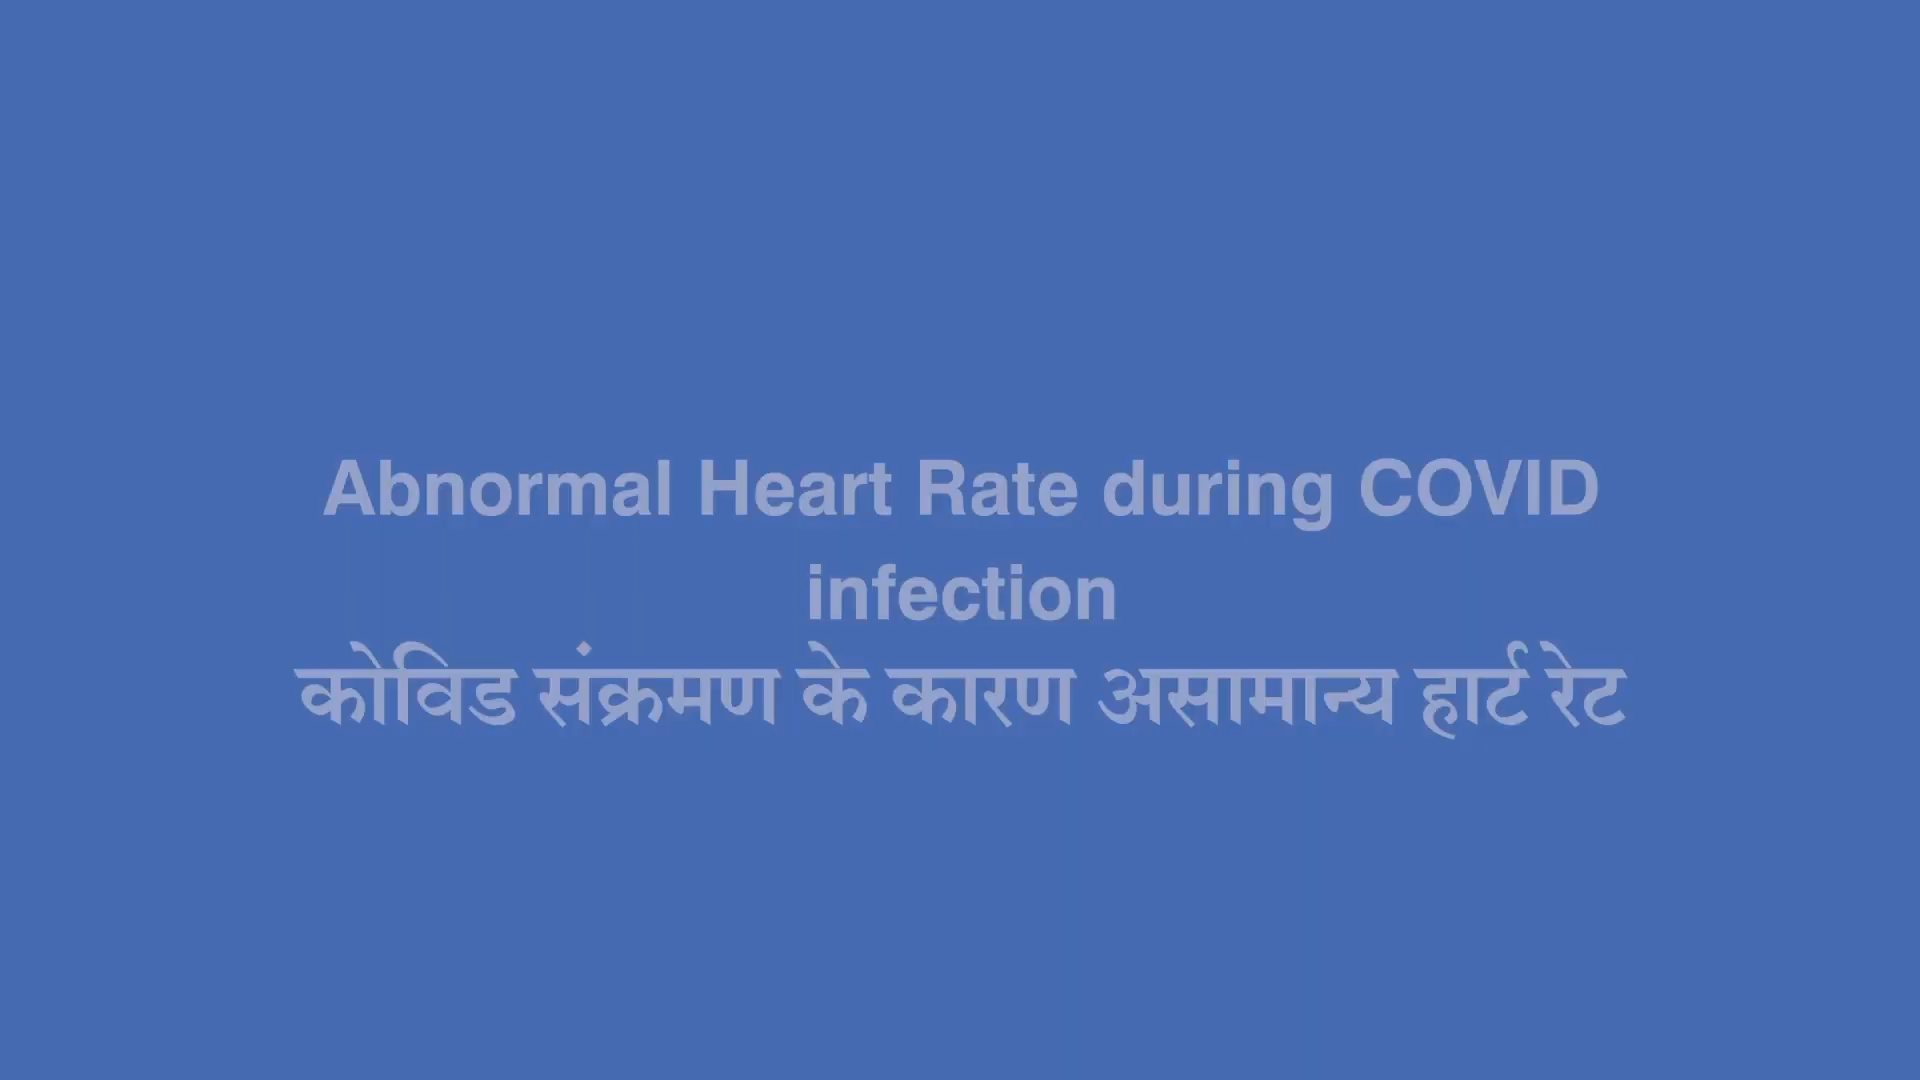 Abnormal Heart Rate during COVID
infection
कोविड संक्रमण के कारण असामान्य हार्ट रेट